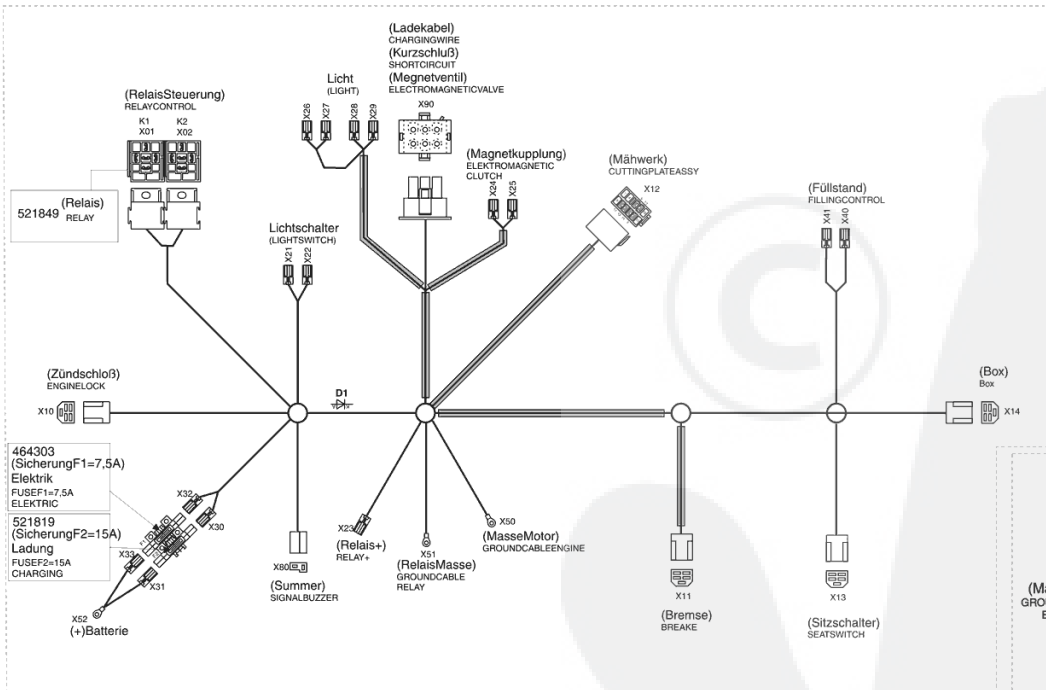 (Ladekabel)
CHARGINGWIRE
(Kurzschluß)
SHORTCIRCUIT
(Megnetventil)
ELECTROMAGNETICVALVE
X90
Licht
(LIGHT)
X26
X27
X28
X29
(RelaisSteuerung)
RELAYCONTROL
K1
X01
K2
X02
521849 (Relais)
RELAY
Lichtschalter
(LIGHTSWITCH)
X21
X22
(Magnetkupplung)
ELEKTROMAGNETIC
CLUTCH
X24
X25
(Mähwerk)
CUTTINGPLATEASSY
X12
(Füllstand)
FILLINGCONTROL
X41
X40
(Zündschloß)
ENGINELOCK
X10
D1
(Box)
Box
X14
464303
(SicherungF1=7,5A)
Elektrik
FUSEF1=7,5A
ELEKTRIC
521819
(SicherungF2=15A)
Ladung
FUSEF2=15A
CHARGING
X32
X30
X33
X31
X52
(+)Batterie
X80
(Summer)
SIGNALBUZZER
X23
(Relais+)
RELAY+
X51
(RelaisMasse)
GROUNDCABLE
RELAY
X50
(MasseMotor)
GROUNDCABLEENGINE
X11
(Bremse)
BREAKE
X13
(Sitzschalter)
SEATSWITCH
©